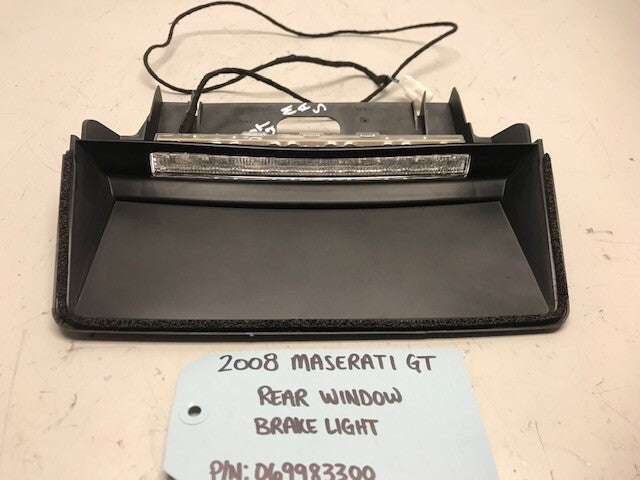 2008 MASERATI GT
REAR WINDOW
BRAKE LIGHT
P/N: 069983300